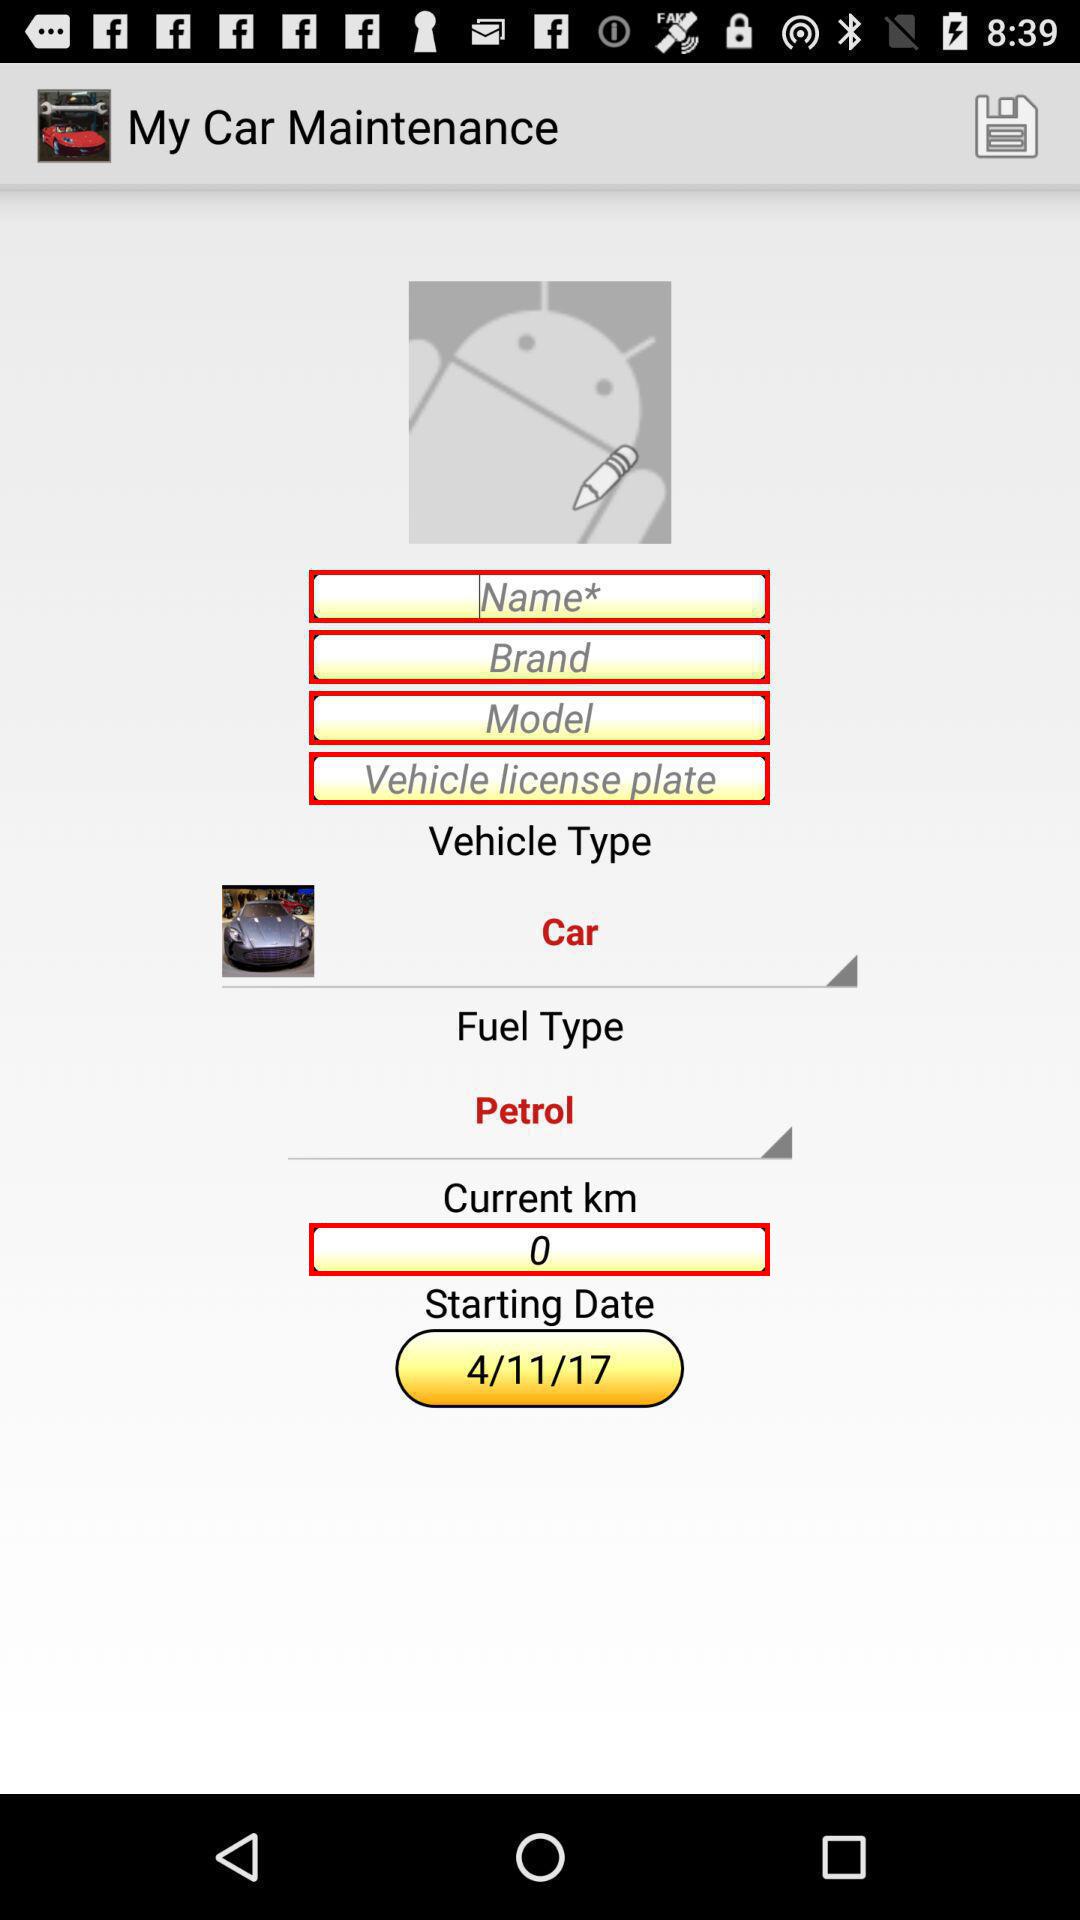 FAKE
8:39
My Car Maintenance
Name*
Brand
Model
Vehicle license plate
Vehicle Type
Car
Fuel Type
Petrol
Current km
0
Starting Date
4/11/17